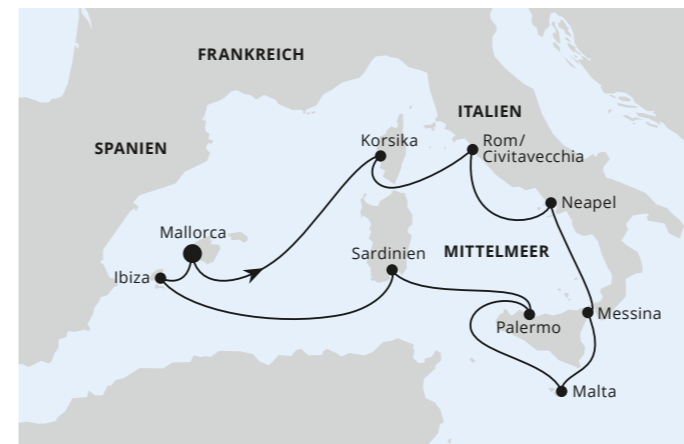 FRANKREICH
ITALIEN
SPANIEN
Korsika
Rom/
Civitavecchia
Neapel
Mallorca
Sardinien
MITTELMEER
Ibiza
Messina
Palermo
Malta